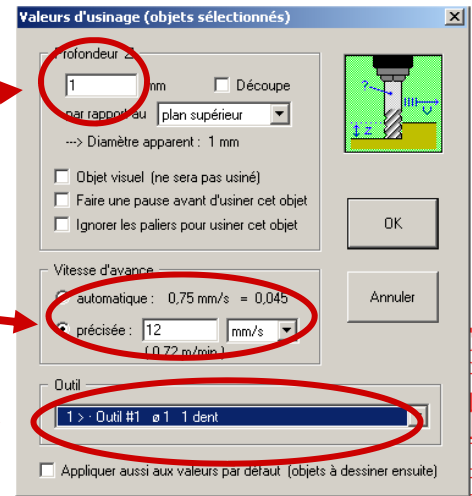 Valeurs d'usinage (objets sélectionnés)
Profondeur Z
1 mm Découpe
par rapport au plan supérieur
---> Diamètre apparent : 1 mm
Objet visuel (ne sera pas usiné)
Faire une pause avant d'usiner cet objet
Ignorer les paliers pour usiner cet objet
? U
Z
OK
Vitesse d'avance
automatique : 0,75 mm/s = 0,045
Annuler
précisée : 12 mm/s
( 0,72 m/min )
Outil
1 > · Outil #1 ø 1 1 dent
Appliquer aussi aux valeurs par défaut (objets à dessiner ensuite)